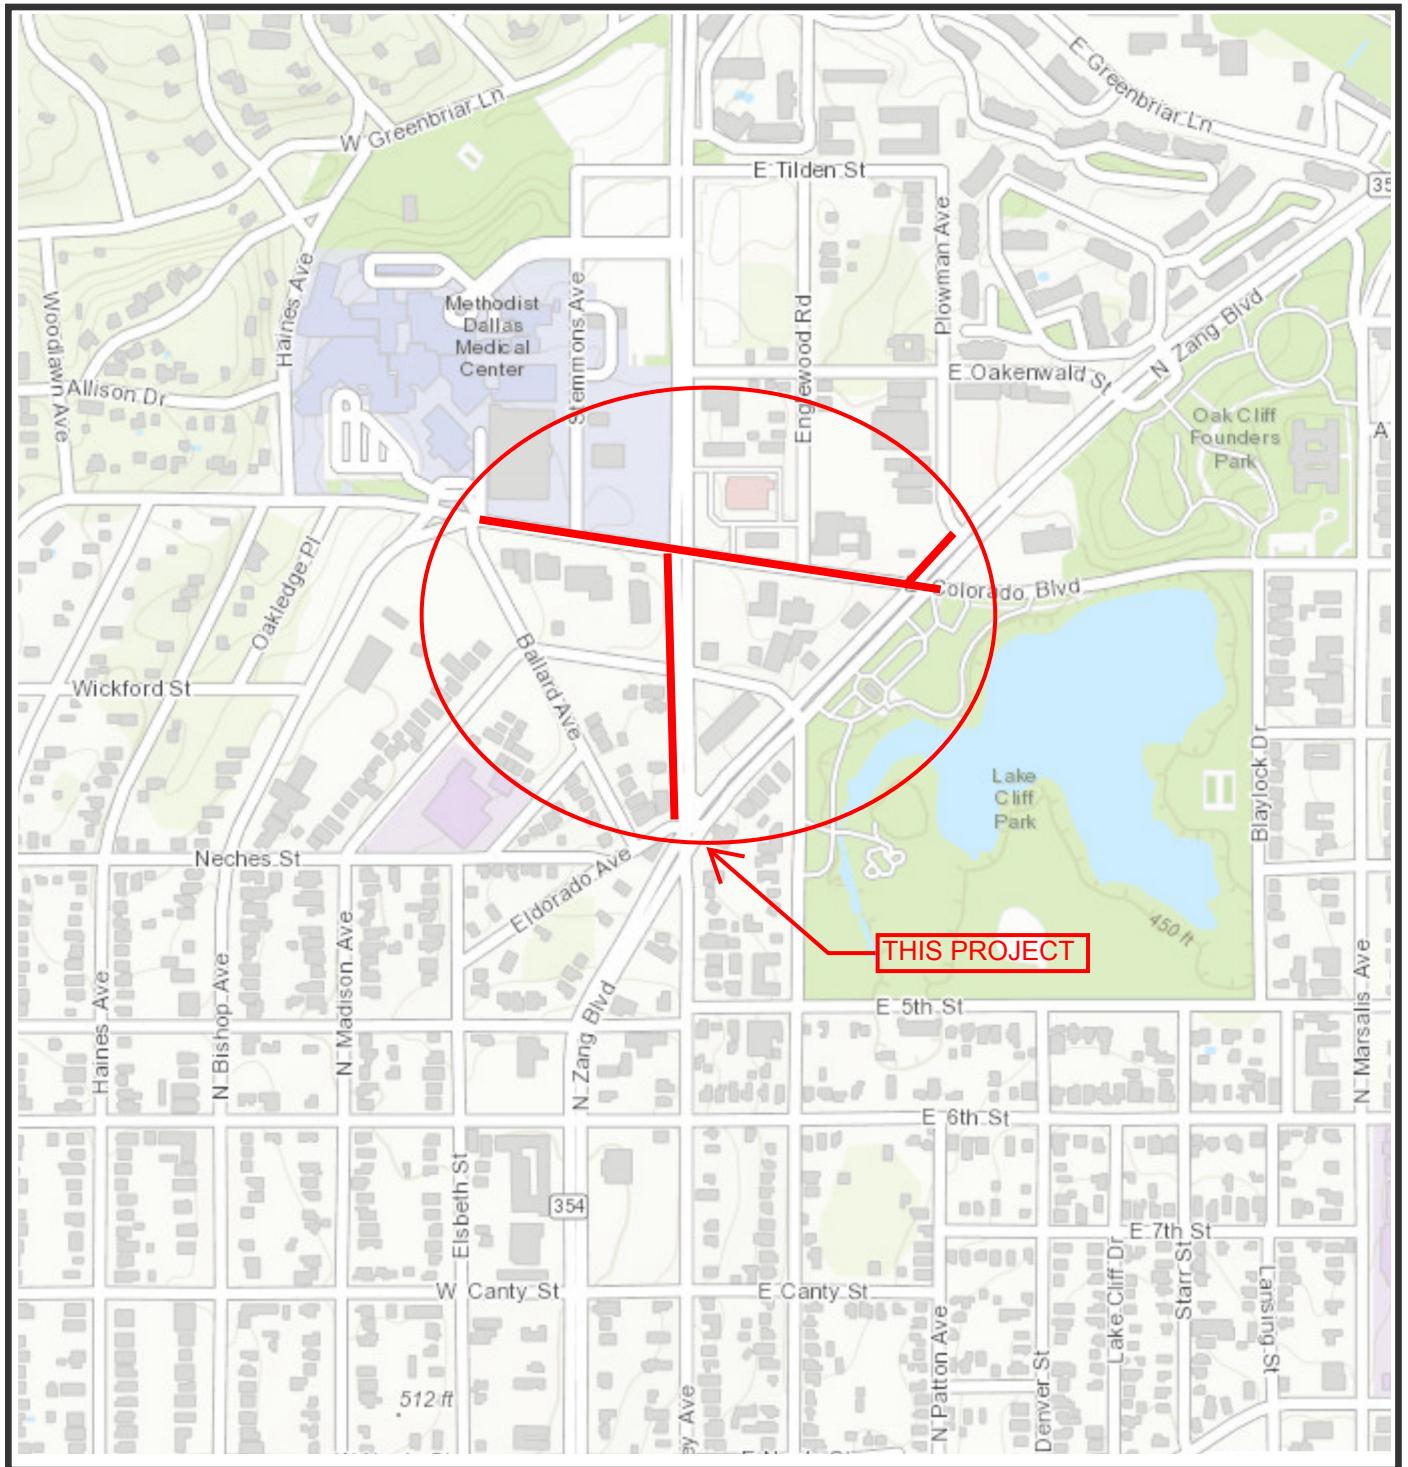 E Greenbriar Ln
W Greenbriar Ln
E Tilden St
35
Plowman Ave
Haines Ave
Stemmons Ave
Methodist
Dallas
Medical
Center
Woodlawn Ave
Englewood Rd
N Zang Blvd
E Oakenwald St
Allison Dr
Oak Cliff
Founders
Park
A
Oakledge Pl
Colorado Blvd
Ballard Ave
Wickford St
Lake
Cliff
Park
Blaylock Dr
Neches St
Eldorado Ave
450 ft
THIS PROJECT
Haines Ave
N Bishop Ave
N Madison Ave
N Zang Blvd
E 5th St
N Marsalis Ave
E 6th St
Elsbeth St
354
E 7th St
Lake Cliff Dr
Starr St
Lansing St
W Canty St
E Canty St
N Patton Ave
Denver St
512 ft
ey Ave